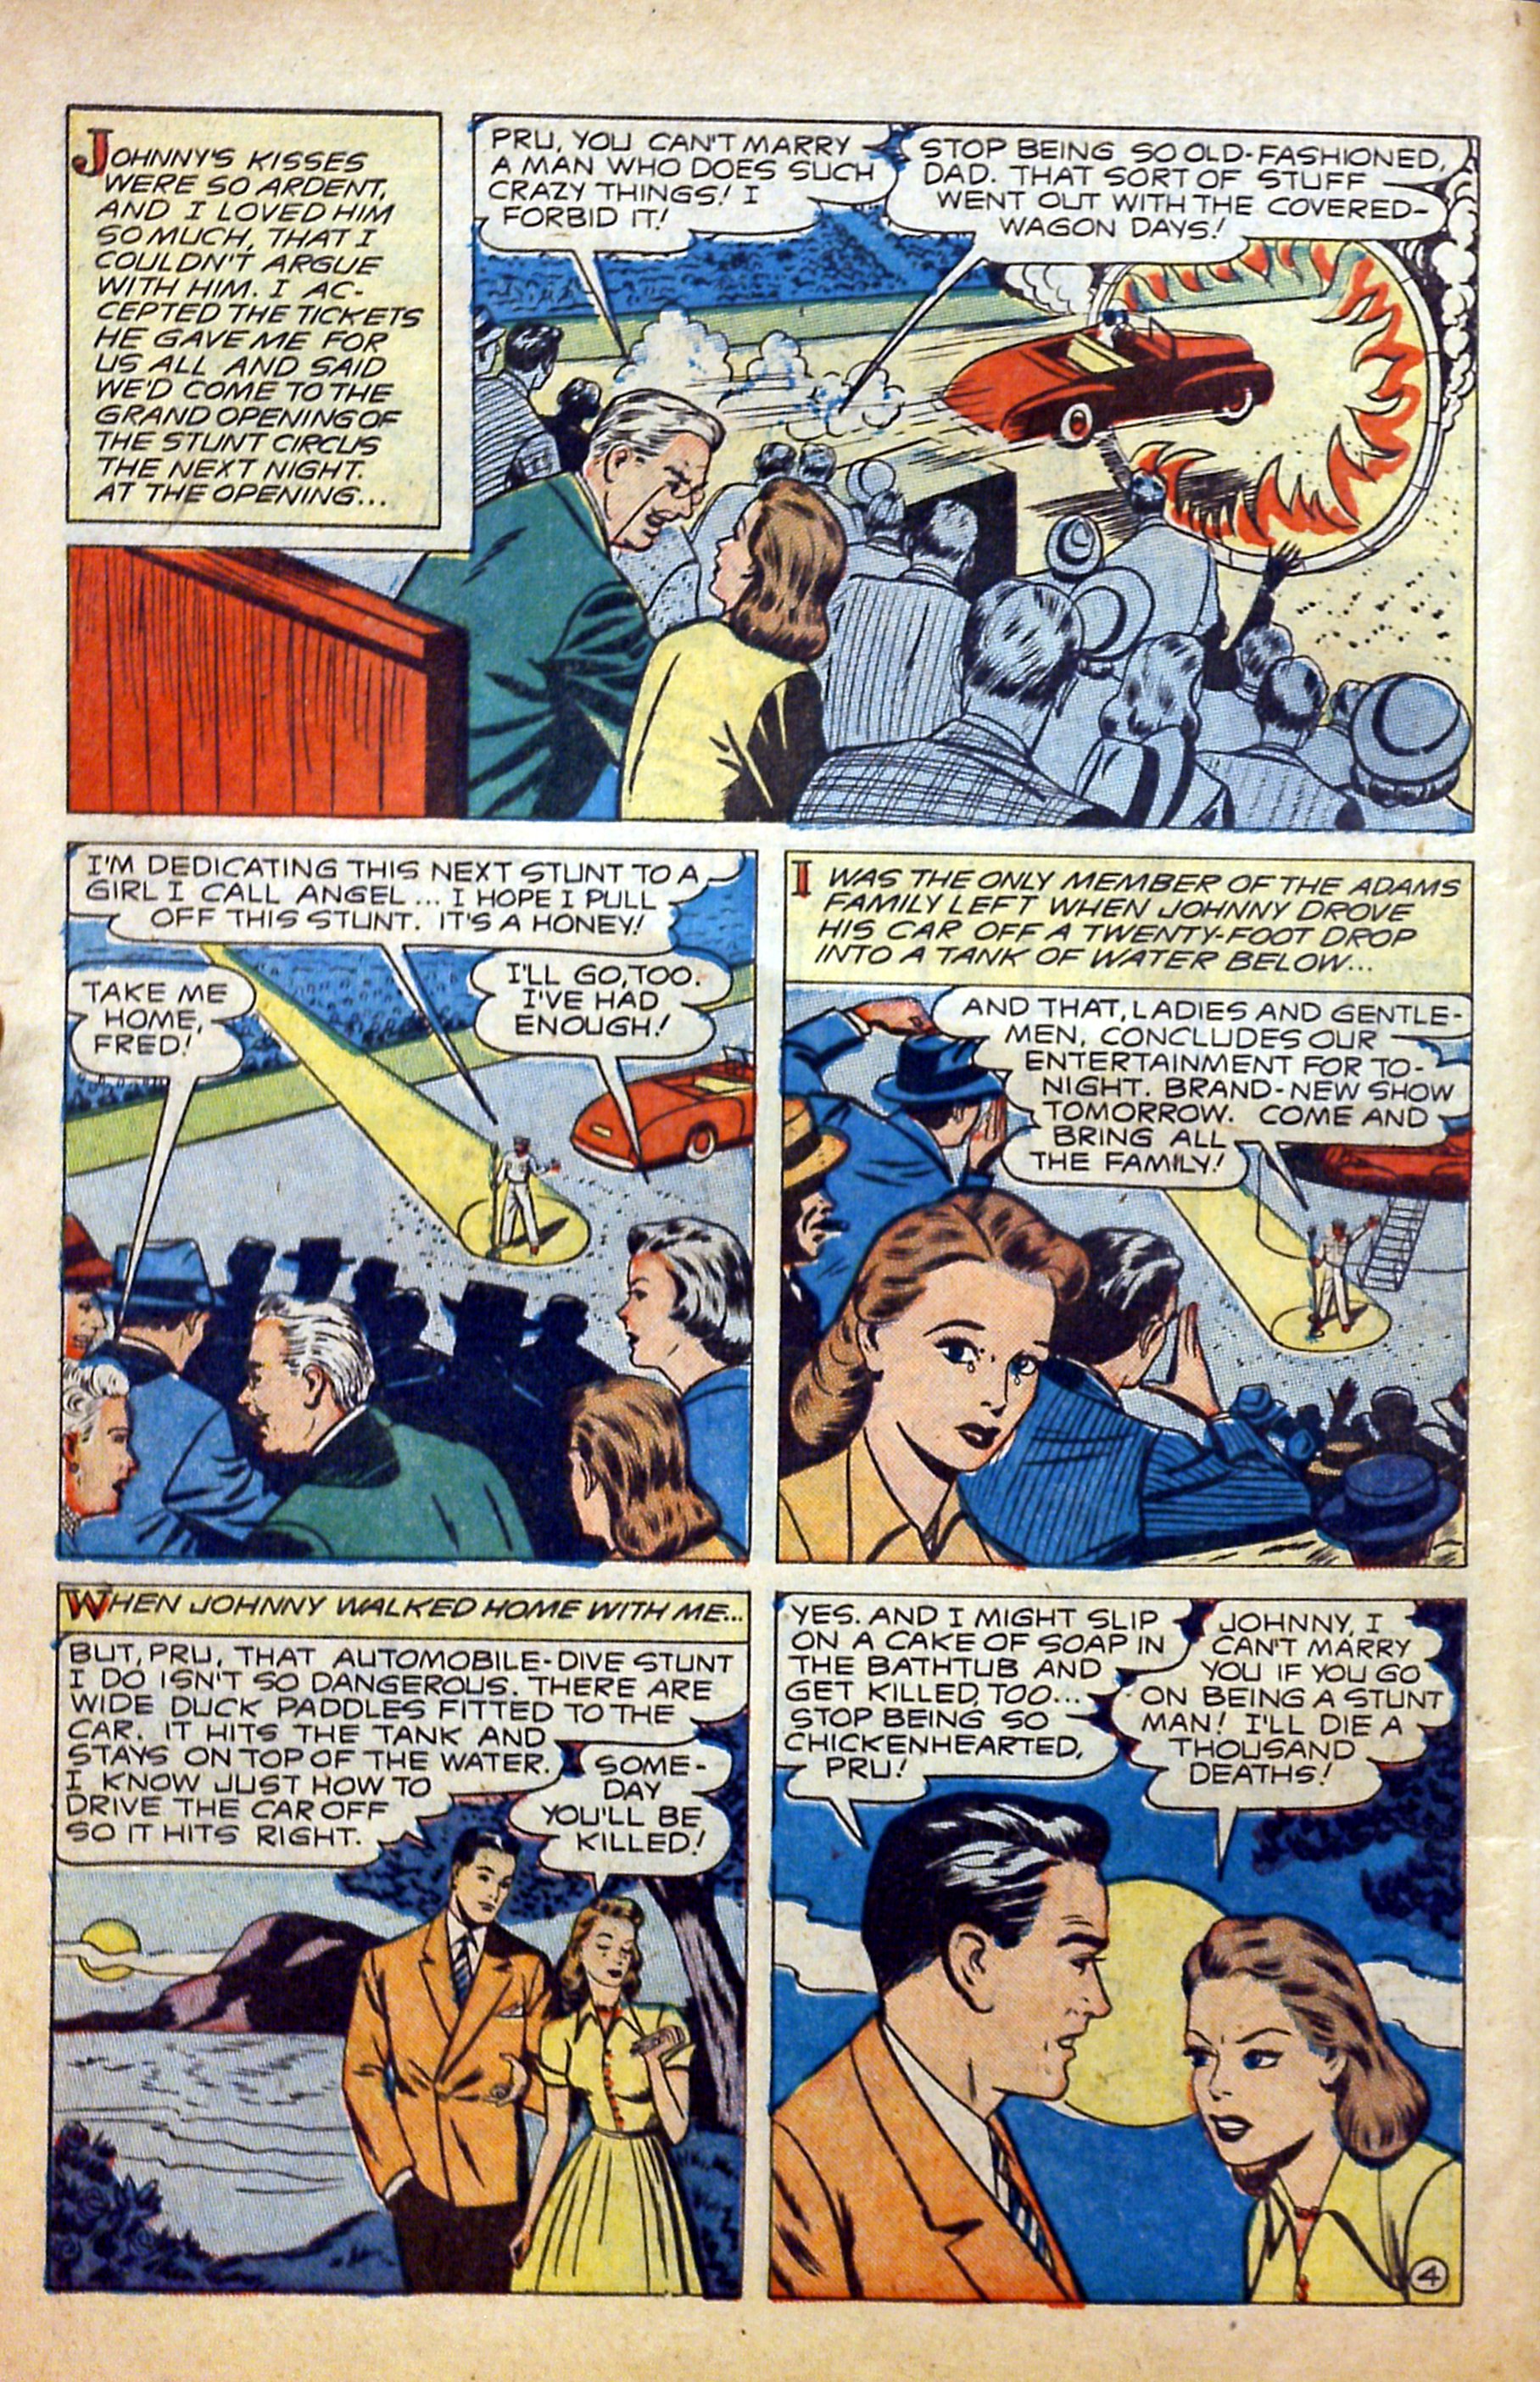 JOHNNY'S KISSES
WERE SO ARDENT,
AND I LOVED HIM
SO MUCH, THAT I
COULDN'T ARGUE
WITH HIM. I AC-
CEPTED THE TICKETS
HE GAVE ME FOR
US ALL AND SAID
WE'D COME TO THE
GRAND OPENING OF
THE STUNT CIRCUS
THE NEXT NIGHT.
AT THE OPENING...
PRU, YOU CAN'T MARRY
A MAN WHO DOES SUCH
CRAZY THINGS! I
FORBID IT!
STOP BEING SO OLD-FASHIONED,
DAD. THAT SORT OF STUFF
WENT OUT WITH THE COVERED-
WAGON DAYS!
I'M DEDICATING THIS NEXT STUNT TO A
GIRL I CALL ANGEL... I HOPE I PULL
OFF THIS STUNT. IT'S A HONEY!
TAKE ME
HOME,
FRED!
I'LL GO, TOO.
I'VE HAD
ENOUGH!
I WAS THE ONLY MEMBER OF THE ADAMS
FAMILY LEFT WHEN JOHNNY DROVE
HIS CAR OFF A TWENTY-FOOT DROP
INTO A TANK OF WATER BELOW...
AND THAT, LADIES AND GENTLE-
MEN, CONCLUDES OUR
ENTERTAINMENT FOR TO-
NIGHT. BRAND-NEW SHOW
TOMORROW. COME AND
BRING ALL
THE FAMILY!
WHEN JOHNNY WALKED HOME WITH ME...
BUT, PRU, THAT AUTOMOBILE-DIVE STUNT
I DO ISN'T SO DANGEROUS. THERE ARE
WIDE DUCK PADDLES FITTED TO THE
CAR. IT HITS THE TANK AND
STAYS ON TOP OF THE WATER.
I KNOW JUST HOW TO
DRIVE THE CAR OFF
SO IT HITS RIGHT.
SOME-
DAY
YOU'LL BE
KILLED!
YES. AND I MIGHT SLIP
ON A CAKE OF SOAP IN
THE BATHTUB AND
GET KILLED, TOO...
STOP BEING SO
CHICKENHEARTED,
PRU!
JOHNNY, I
CAN'T MARRY
YOU IF YOU GO
ON BEING A STUNT
MAN! I'LL DIE A
THOUSAND
DEATHS!
4